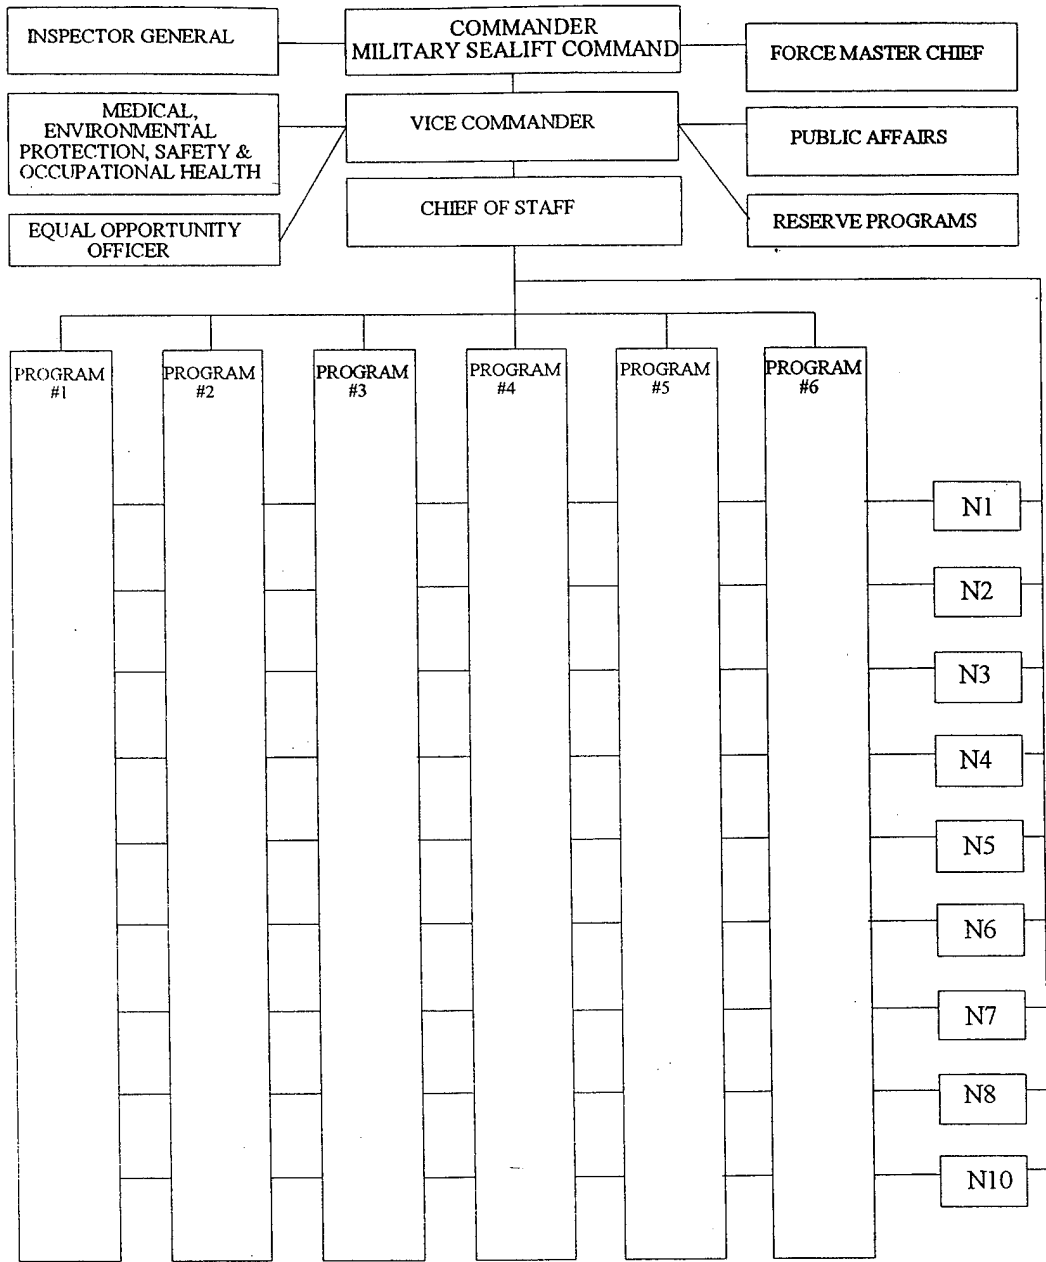 INSPECTOR GENERAL
COMMANDER
MILITARY SEALIFT COMMAND
FORCE MASTER CHIEF
MEDICAL,
ENVIRONMENTAL
PROTECTION, SAFETY &
OCCUPATIONAL HEALTH
VICE COMMANDER
PUBLIC AFFAIRS
EQUAL OPPORTUNITY
OFFICER
CHIEF OF STAFF
RESERVE PROGRAMS
PROGRAM
#1
PROGRAM
#2
PROGRAM
#3
PROGRAM
#4
PROGRAM
#5
PROGRAM
#6
N1
N2
N3
N4
N5
N6
N7
N8
N10